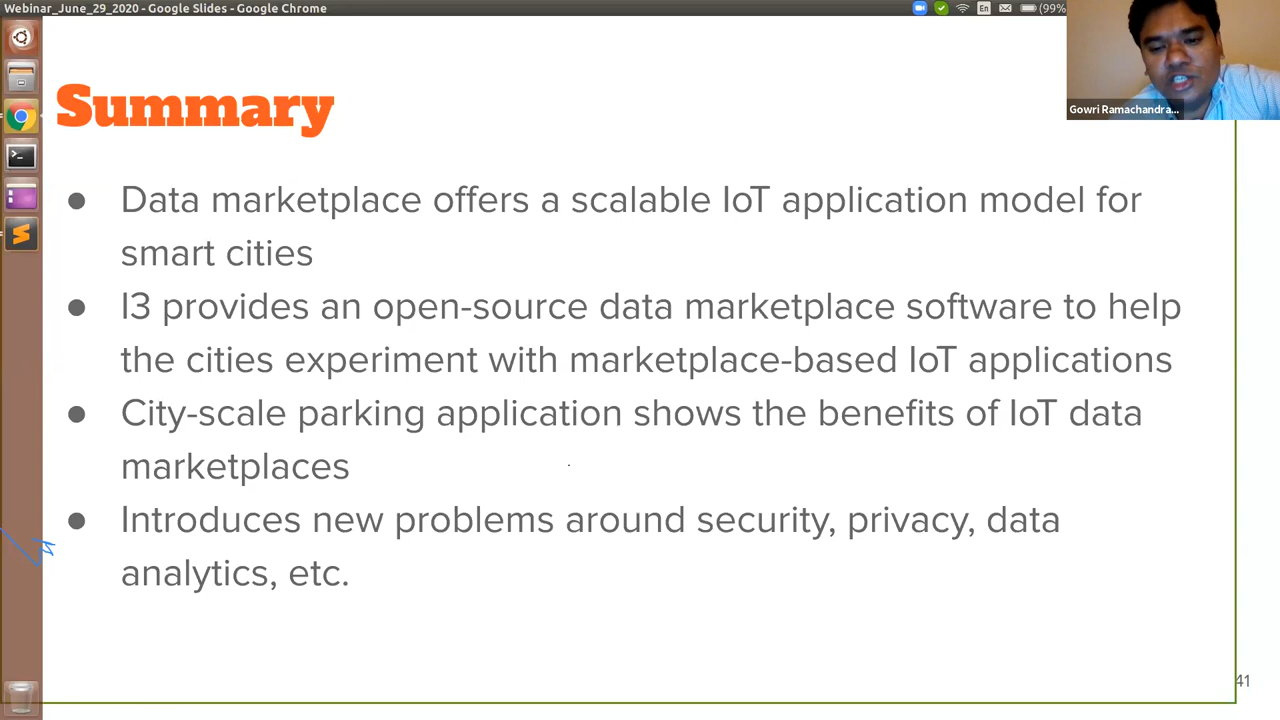 Webinar_June_29_2020 - Google Slides - Google Chrome
En
(99%
Gowri Ramachandra...
Summary
● Data marketplace offers a scalable IoT application model for
smart cities
● I3 provides an open-source data marketplace software to help
the cities experiment with marketplace-based IoT applications
● City-scale parking application shows the benefits of IoT data
marketplaces
● Introduces new problems around security, privacy, data
analytics, etc.
41